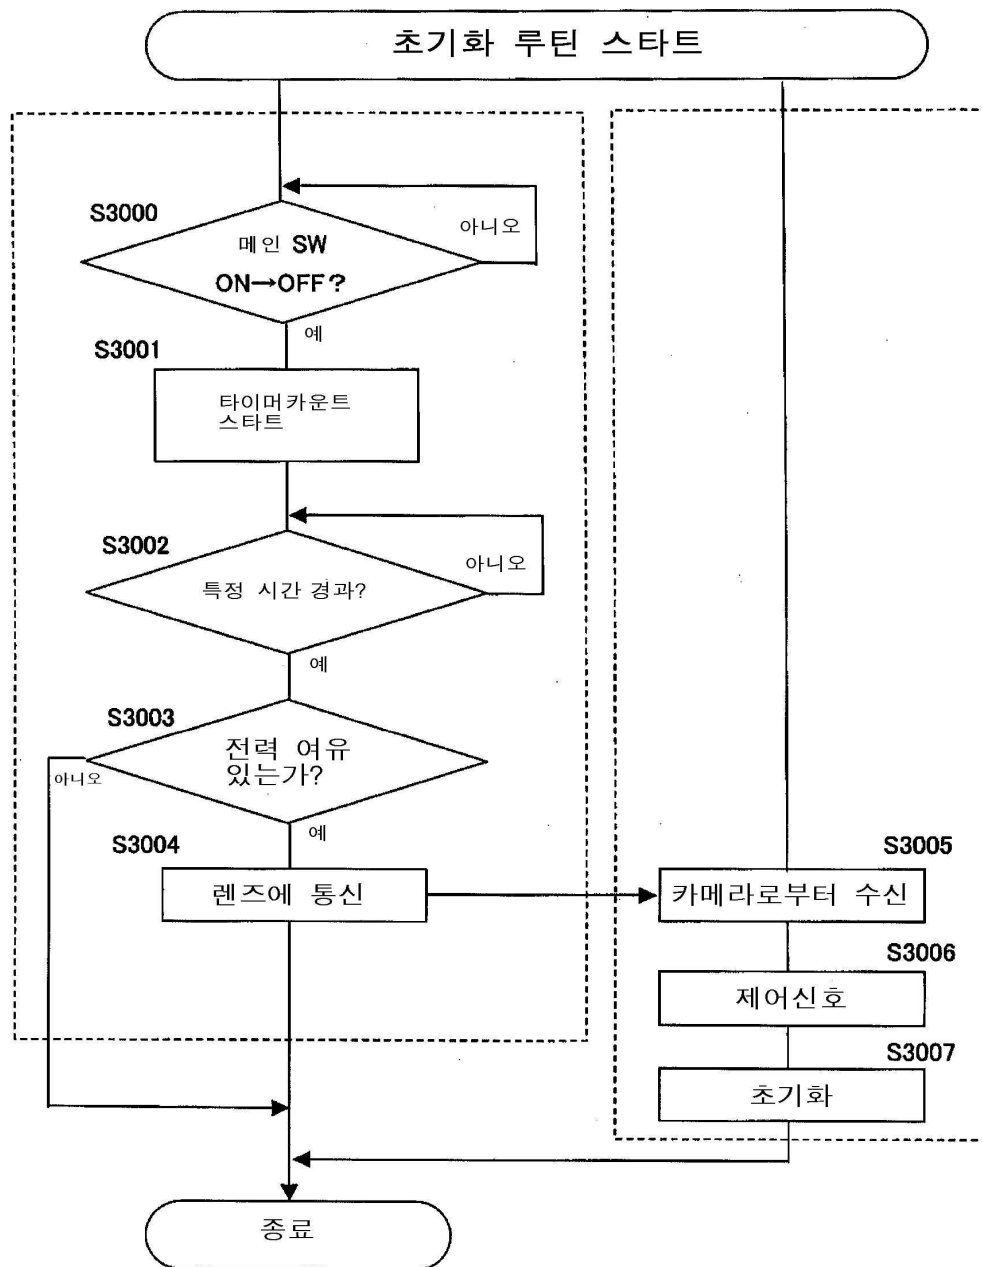 초기화 루틴 스타트
S3000
메인 SW
ON→OFF?
아니오
예
S3001
타이머카운트
스타트
S3002
특정 시간 경과?
아니오
예
S3003
전력 여유
있는가?
아니오
예
S3004
렌즈에 통신
S3005
카메라로부터 수신
S3006
제어신호
S3007
초기화
종료